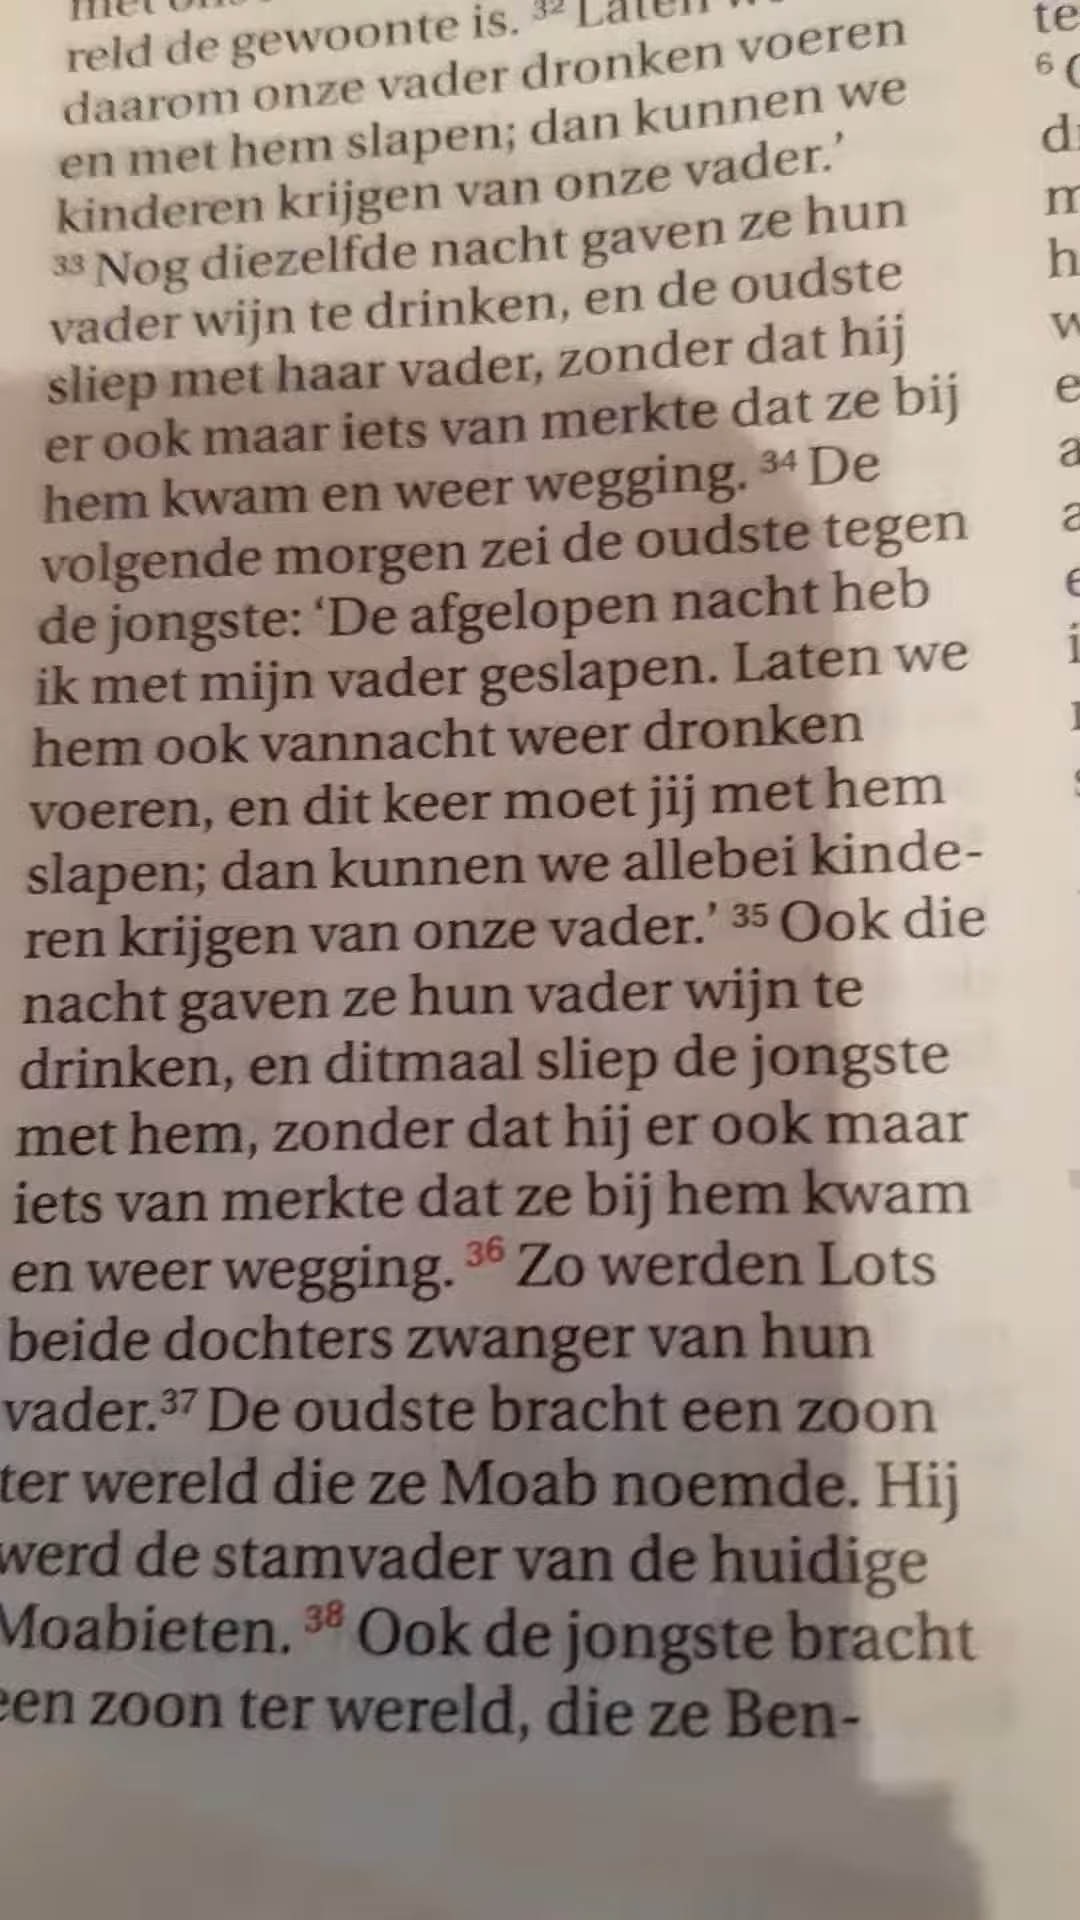 reld de gewoonte is. 32 Laten
daarom onze vader dronken voeren
en met hem slapen; dan kunnen we
kinderen krijgen van onze vader.’
33 Nog diezelfde nacht gaven ze hun
vader wijn te drinken, en de oudste
sliep met haar vader, zonder dat hij
er ook maar iets van merkte dat ze bij
hem kwam en weer wegging. 34 De
volgende morgen zei de oudste tegen
de jongste: ‘De afgelopen nacht heb
ik met mijn vader geslapen. Laten we
hem ook vannacht weer dronken
voeren, en dit keer moet jij met hem
slapen; dan kunnen we allebei kinde-
ren krijgen van onze vader.’ 35 Ook die
nacht gaven ze hun vader wijn te
drinken, en ditmaal sliep de jongste
met hem, zonder dat hij er ook maar
iets van merkte dat ze bij hem kwam
en weer wegging. 36 Zo werden Lots
beide dochters zwanger van hun
vader.37 De oudste bracht een zoon
ter wereld die ze Moab noemde. Hij
werd de stamvader van de huidige
Moabieten. 38 Ook de jongste bracht
een zoon ter wereld, die ze Ben-
te
6